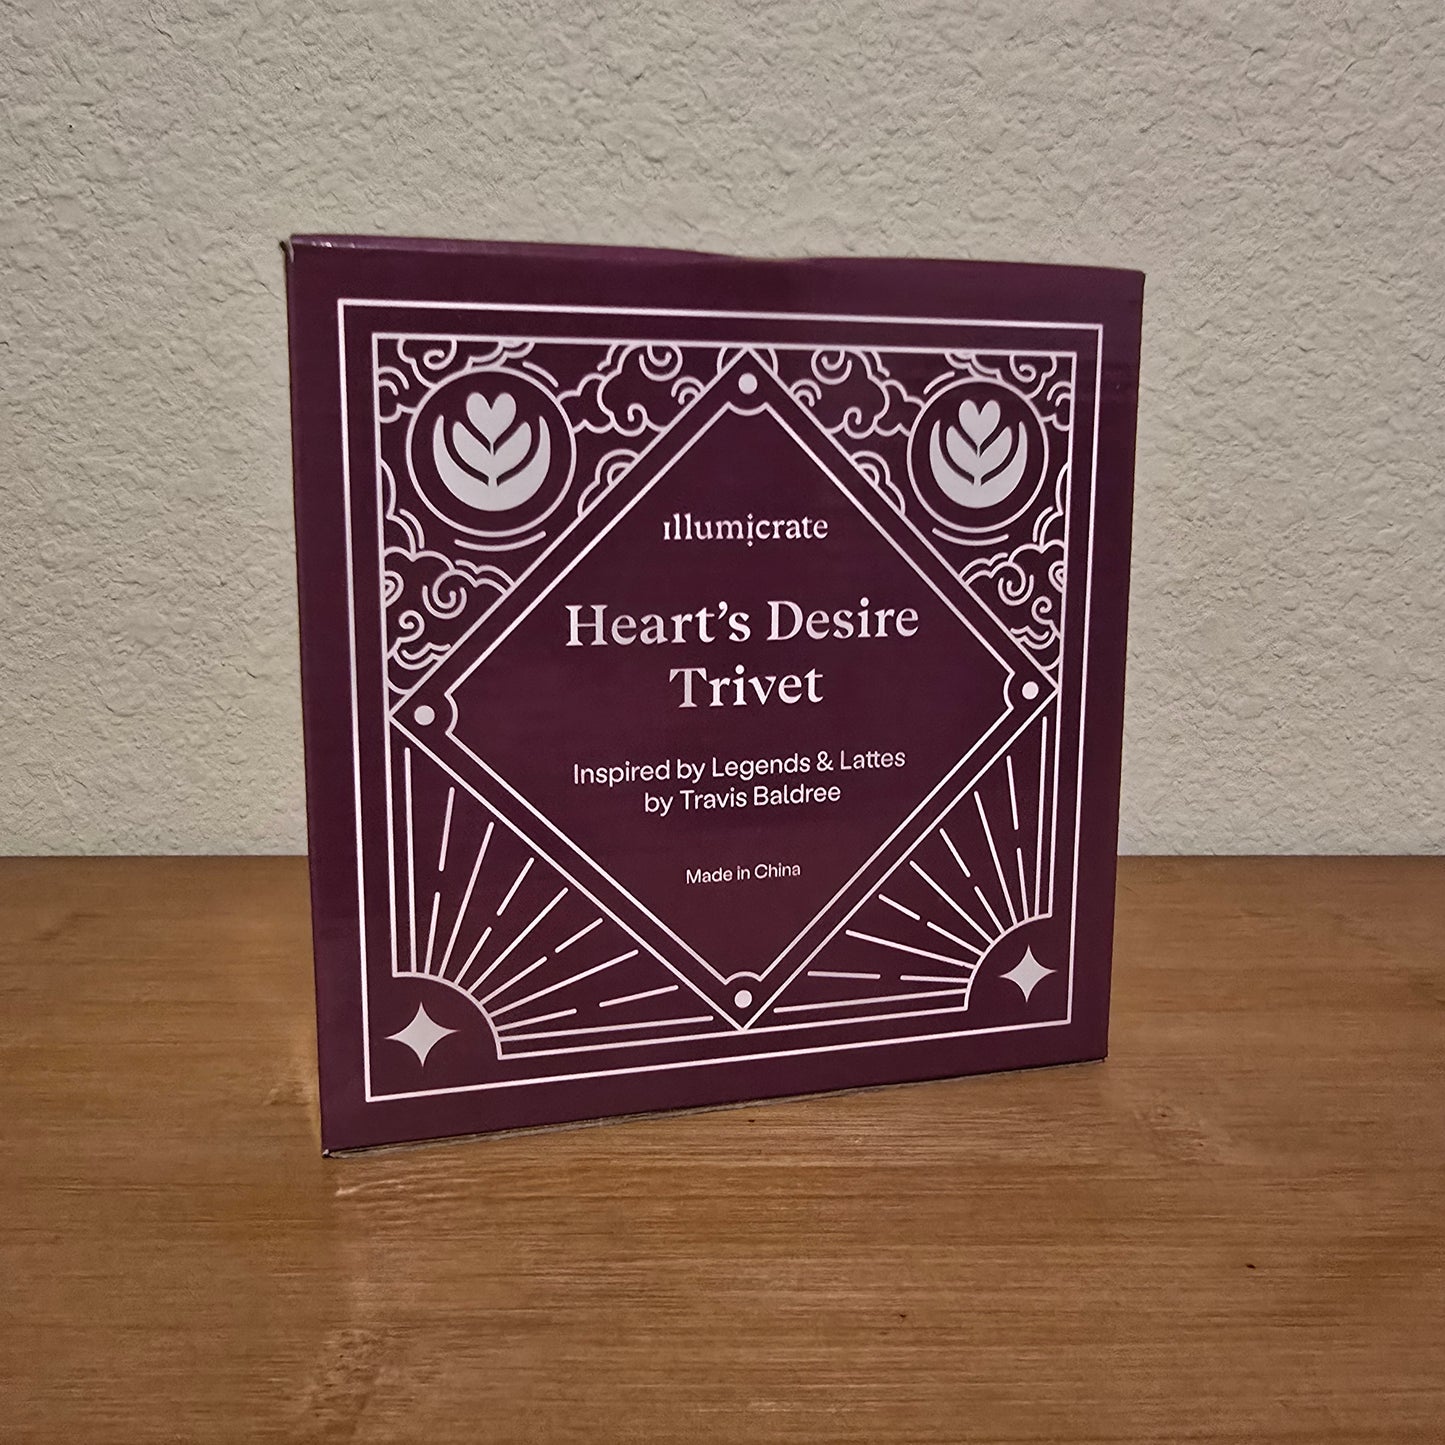 illumicrate
Heart's Desire
Trivet
Inspired by Legends & Lattes
by Travis Baldree
Made in China